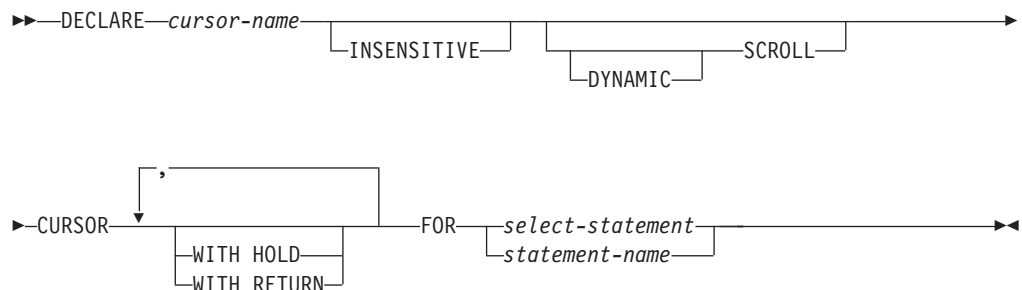 DECLARE cursor-name
INSENSITIVE
SCROLL
DYNAMIC
,
CURSOR FOR select-statement
WITH HOLD statement-name
WITH RETURN